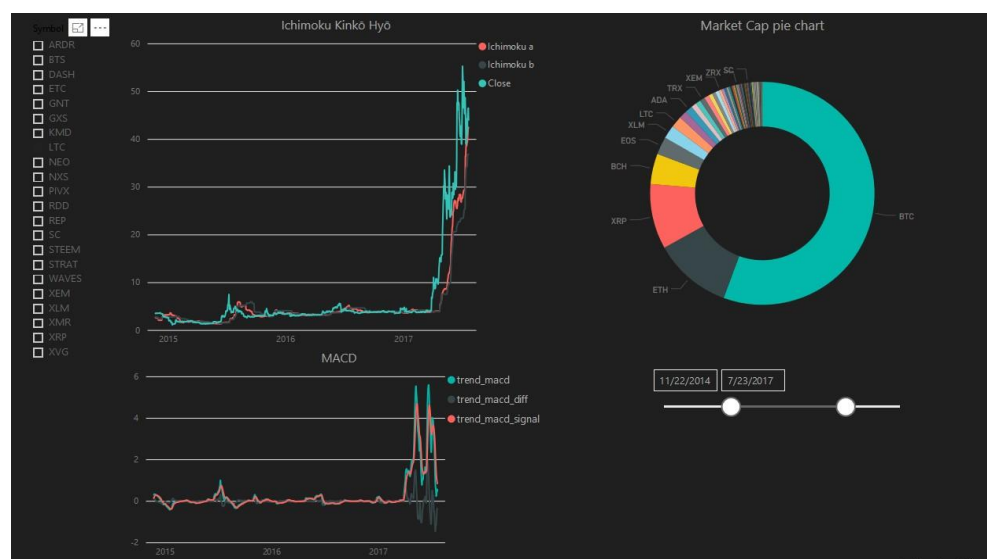 Symbol
ARDR
BTS
DASH
ETC
GNT
GXS
KMD
LTC
NEO
NXS
PIVX
RDD
REP
SC
STEEM
STRAT
WAVES
XEM
XLM
XMR
XRP
XVG
Ichimoku Kinkō Hyō
60
50
40
30
20
10
0
2015 2016 2017
Ichimoku a
Ichimoku b
Close
MACD
6
4
2
0
-2
2015 2016 2017
trend_macd
trend_macd_diff
trend_macd_signal
Market Cap pie chart
SC
ZRX
XEM
TRX
ADA
LTC
XLM
EOS
BCH
XRP
ETH
BTC
11/22/2014 7/23/2017